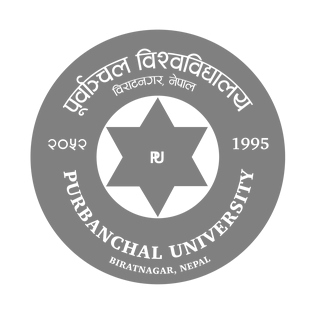 पूर्वाञ्चल विश्वविद्यालय
विराटनगर, नेपाल
२०५२
1995
PU
PURBANCHAL UNIVERSITY
BIRATNAGAR, NEPAL